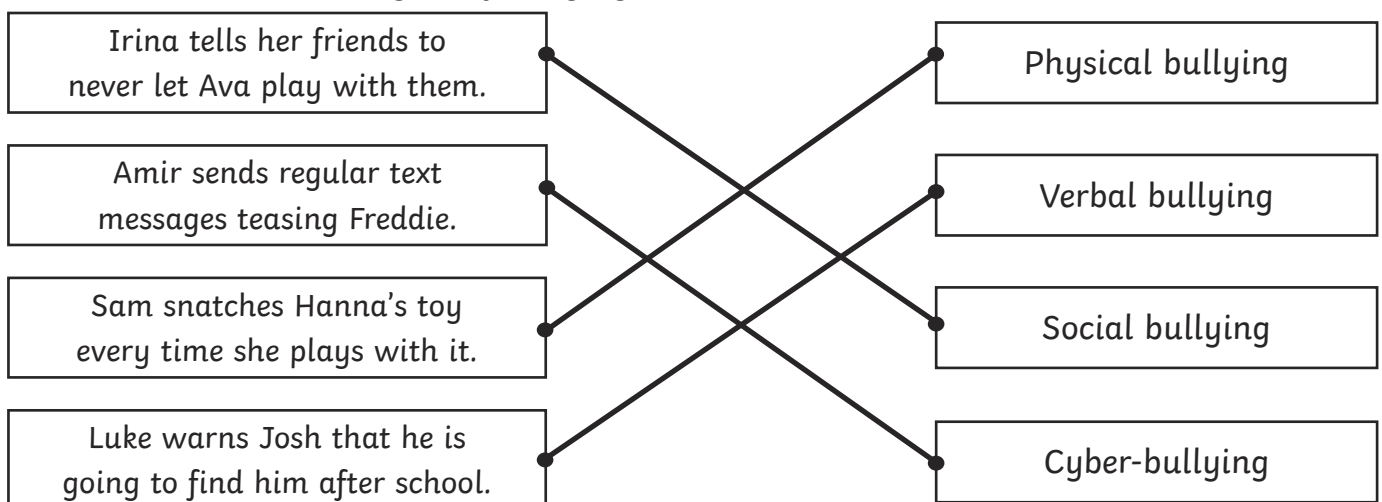 Irina tells her friends to
never let Ava play with them.
Physical bullying
Amir sends regular text
messages teasing Freddie.
Verbal bullying
Sam snatches Hanna's toy
every time she plays with it.
Social bullying
Luke warns Josh that he is
going to find him after school.
Cyber-bullying